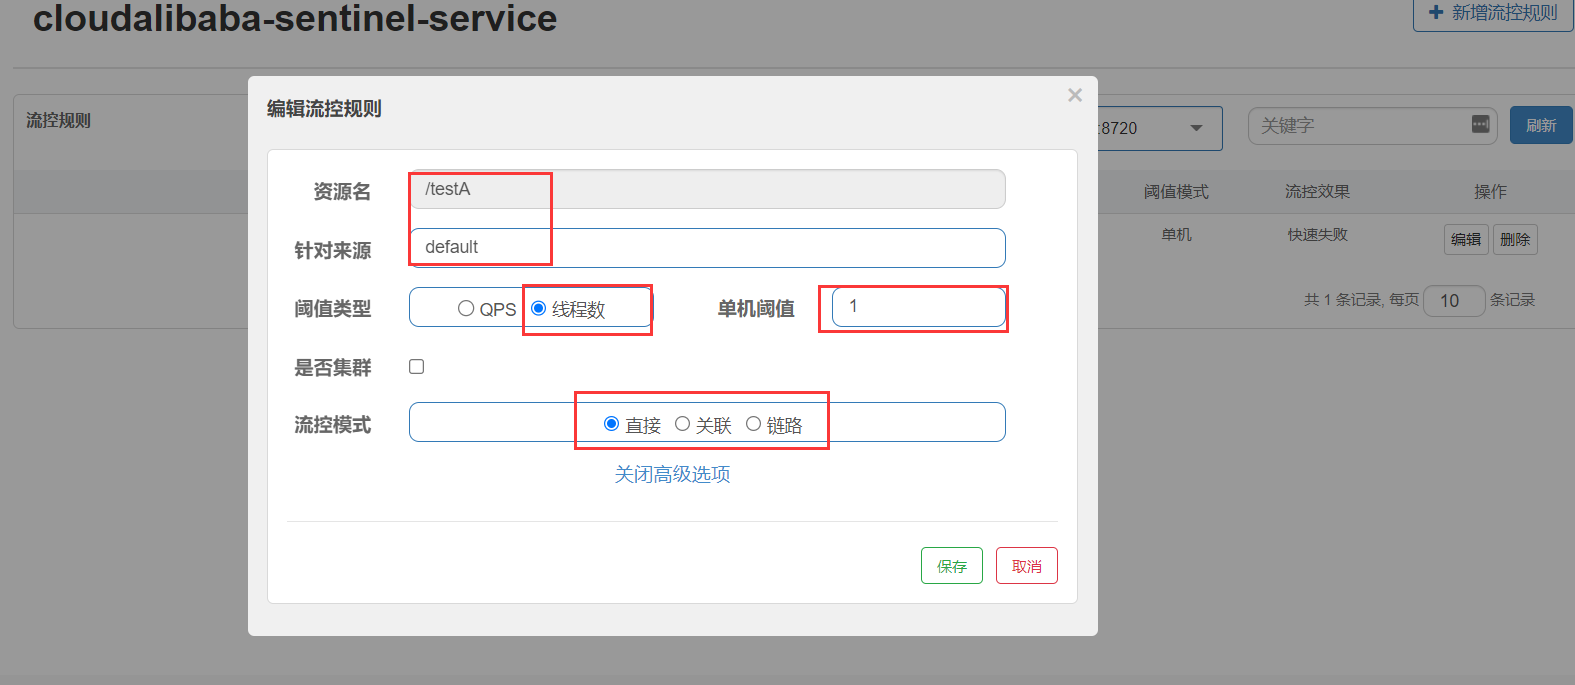 cloudalibaba-sentinel-service
新增流控规则
编辑流控规则
流控规则
:8720
关键字
刷新
资源名 /testA
阈值模式 流控效果 操作
针对来源 default
单机 快速失败 编辑 删除
阈值类型 QPS 线程数 单机阈值 1
共 1 条记录, 每页 10 条记录
是否集群
流控模式 直接 关联 链路
关闭高级选项
保存 取消